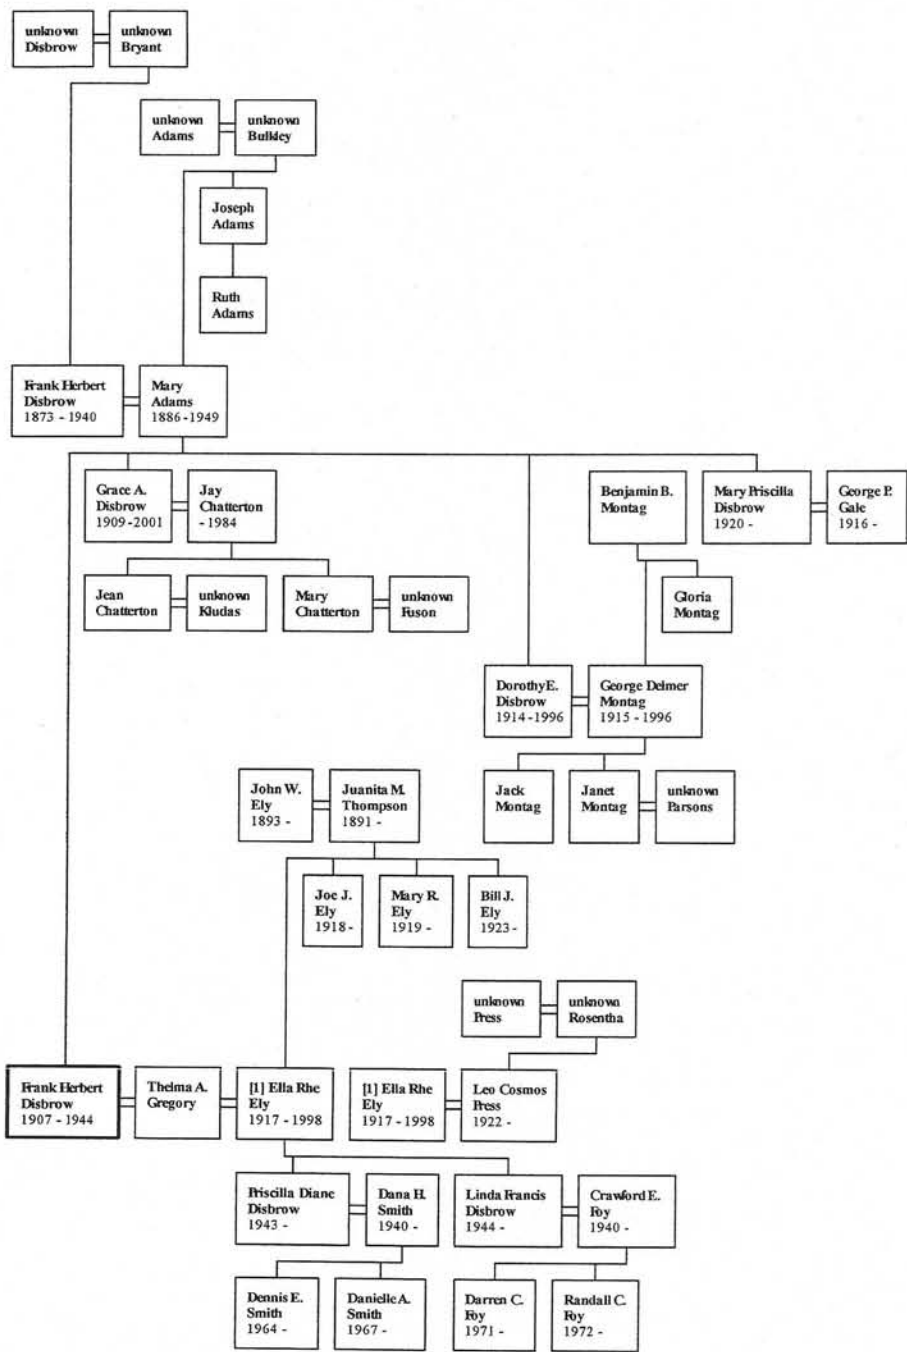 unknown
Disbrow
unknown
Bryant
unknown
Adams
unknown
Bulkley
Joseph
Adams
Ruth
Adams
Frank Herbert
Disbrow
1873 - 1940
Mary
Adams
1886 - 1949
Grace A.
Disbrow
1909 - 2001
Jay
Chatterton
- 1984
Benjamin B.
Montag
Mary Priscilla
Disbrow
1920 -
George P.
Gale
1916 -
Jean
Chatterton
unknown
Kludas
Mary
Chatterton
unknown
Fuson
Gloria
Montag
Dorothy E.
Disbrow
1914 - 1996
George Delmer
Montag
1915 - 1996
John W.
Ely
1893 -
Juanita M.
Thompson
1891 -
Jack
Montag
Janet
Montag
unknown
Parsons
Joe J.
Ely
1918 -
Mary R.
Ely
1919 -
Bill J.
Ely
1923 -
unknown
Press
unknown
Rosentha
Frank Herbert
Disbrow
1907 - 1944
Thelma A.
Gregory
[1] Ella Rhe
Ely
1917 - 1998
[1] Ella Rhe
Ely
1917 - 1998
Leo Cosmos
Press
1922 -
Priscilla Diane
Disbrow
1943 -
Dana H.
Smith
1940 -
Linda Francis
Disbrow
1944 -
Crawford E.
Foy
1940 -
Dennis E.
Smith
1964 -
Danielle A.
Smith
1967 -
Darren C.
Foy
1971 -
Randall C.
Foy
1972 -